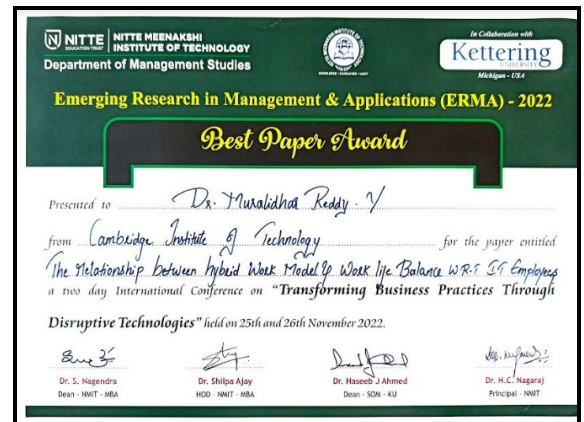 NITTE
EDUCATION TRUST
NITTE MEENAKSHI
INSTITUTE OF TECHNOLOGY
Department of Management Studies
In Collaboration with
Kettering
UNIVERSITY
Michigan - USA
Emerging Research in Management & Applications (ERMA) - 2022
Best Paper Award
Presented to Dr. Muralidhar Reddy. Y
from Cambridge Institute of Technology for the paper entitled
The Relationship between hybrid Work Model & Work life Balance W.R.T IT Employees
a two day International Conference on "Transforming Business Practices Through
Disruptive Technologies" held on 25th and 26th November 2022.
Dr. S. Nagendra
Dean - NMIT - MBA
Dr. Shilpa Ajay
HOD - NMIT - MBA
Dr. Haseeb J Ahmed
Dean - SOM - KU
Dr. H.C. Nagaraj
Principal - NMIT